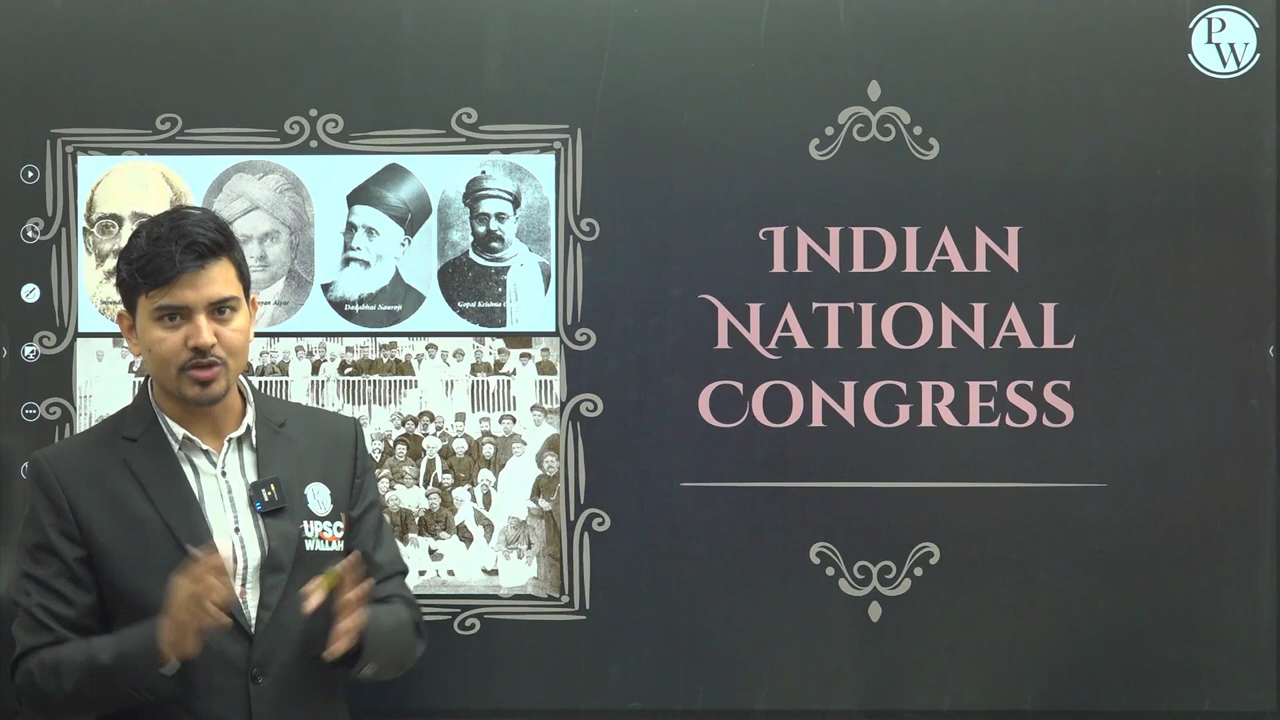 PW
Dadabhai Naoroji
Gopal Krishna
INDIAN
NATIONAL
CONGRESS
UPSC
WALLAH